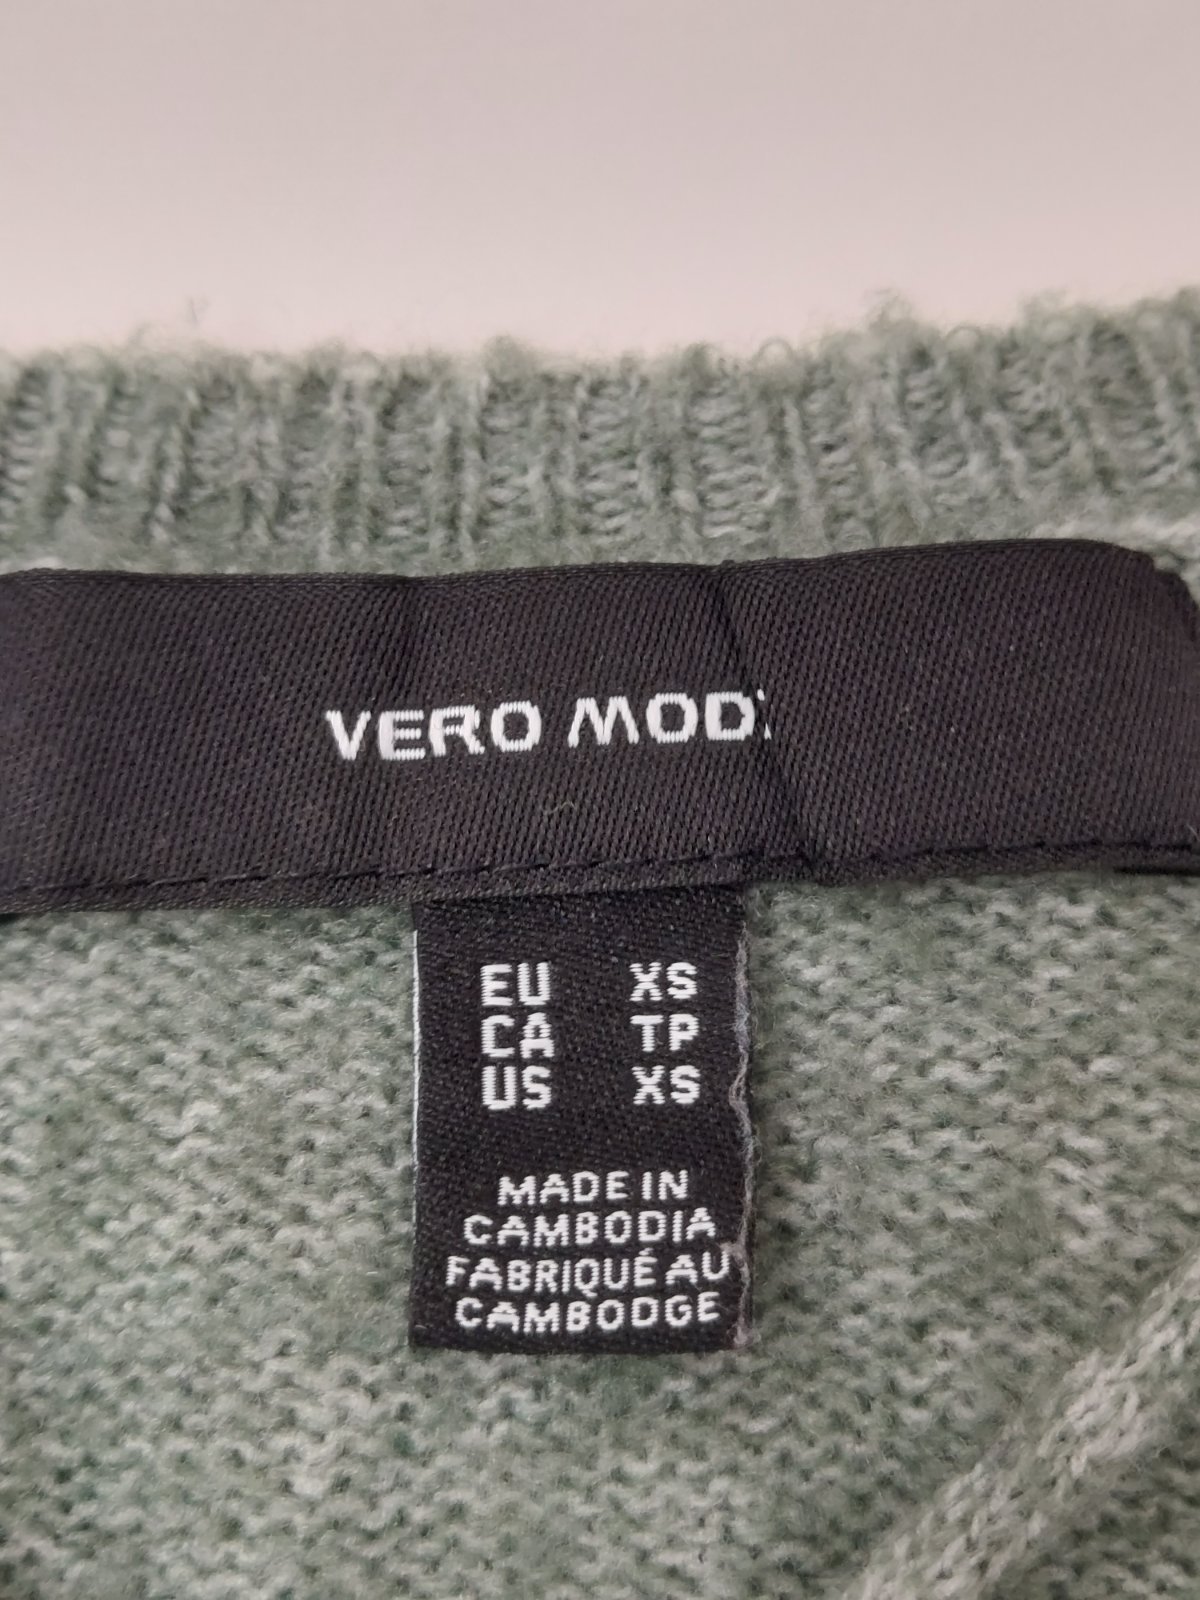 VERO MOD
EU XS
CA TP
US XS
MADE IN
CAMBODIA
FABRIQUÉ AU
CAMBODGE